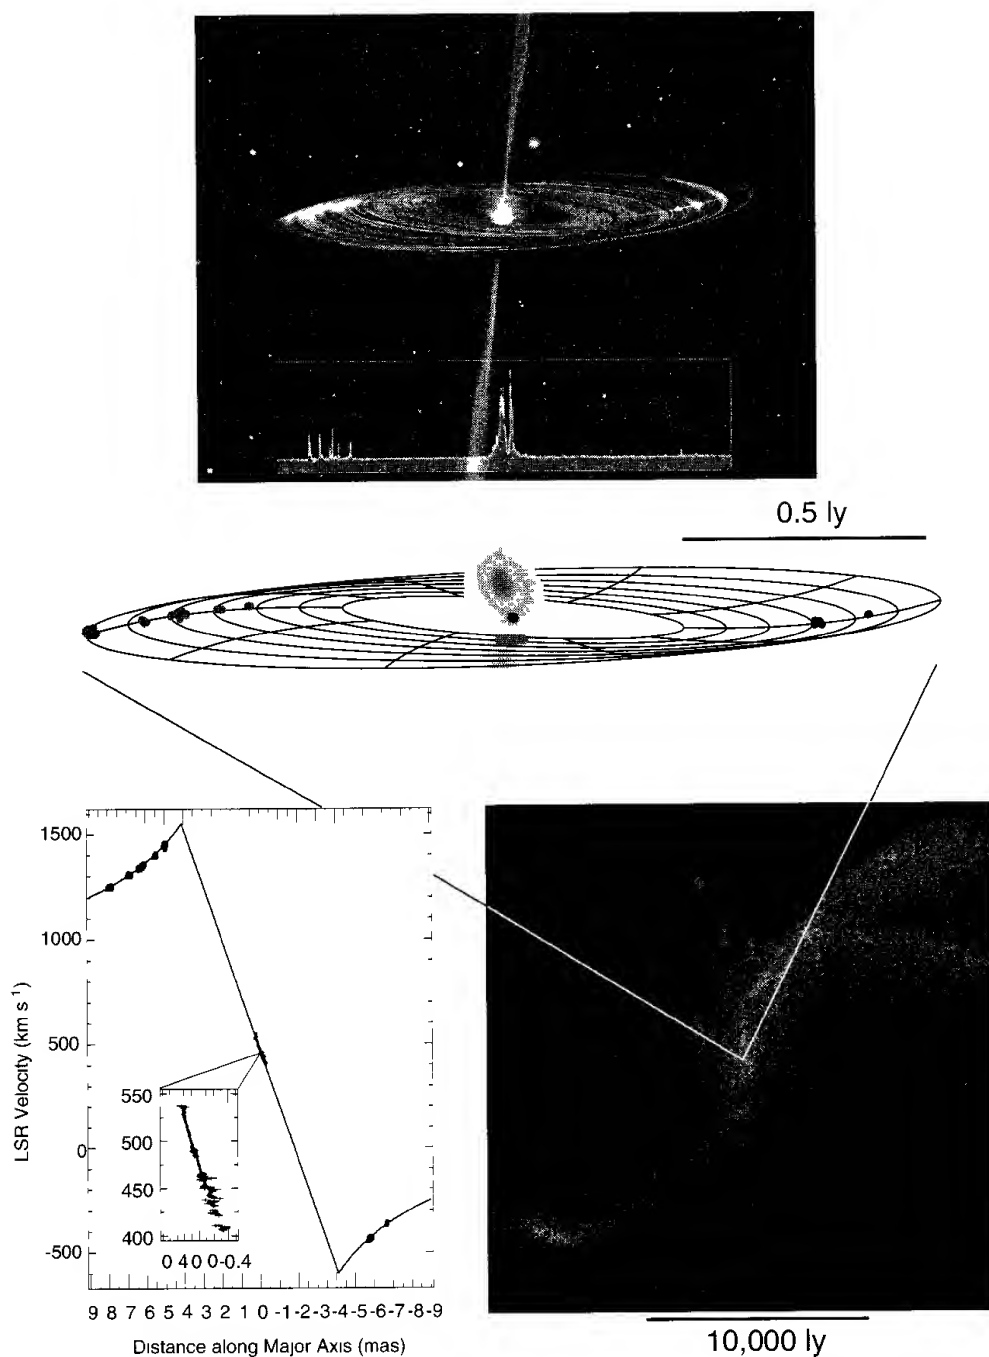 0.5 ly
1500
1000
500
0
-500
LSR Velocity (km s⁻¹)
550
500
450
400
0 4 0 0 0-0.4
9 8 7 6 5 4 3 2 1 0 -1 -2 -3 -4 -5 -6 -7 -8 -9
Distance along Major Axis (mas)
10,000 ly